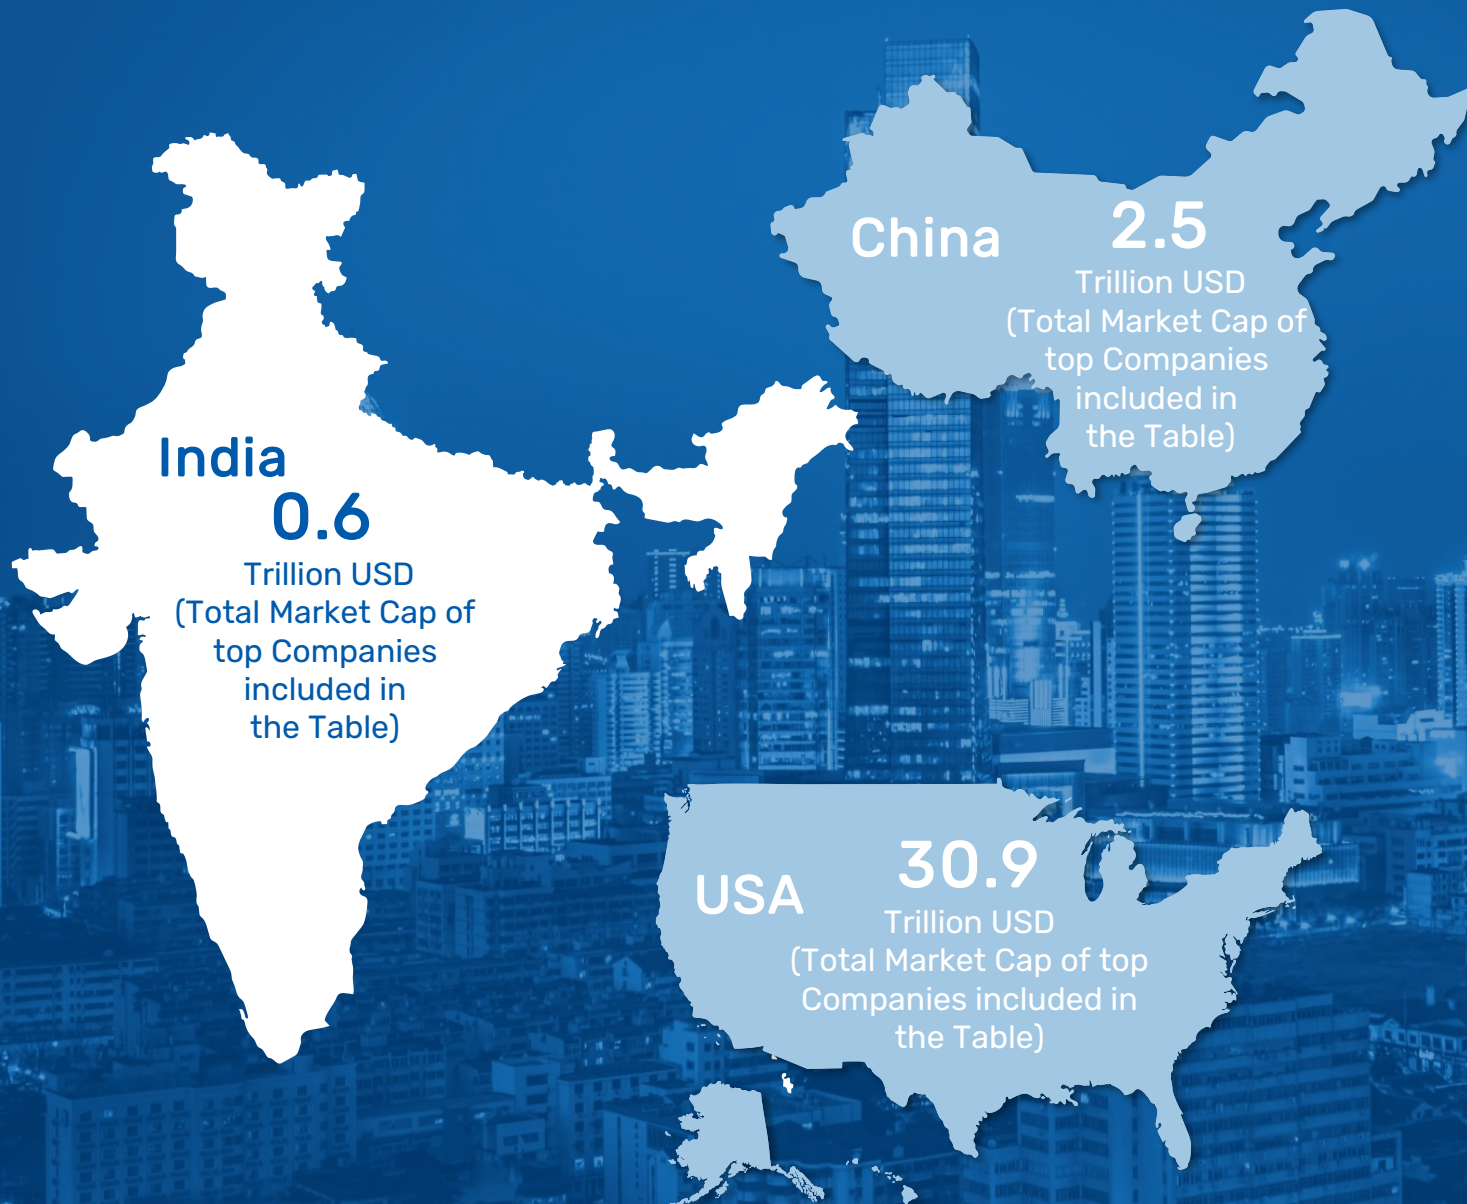 China
2.5
Trillion USD
(Total Market Cap of
top Companies
included in
the Table)
India
0.6
Trillion USD
(Total Market Cap of
top Companies
included in
the Table)
USA
30.9
Trillion USD
(Total Market Cap of top
Companies included in
the Table)